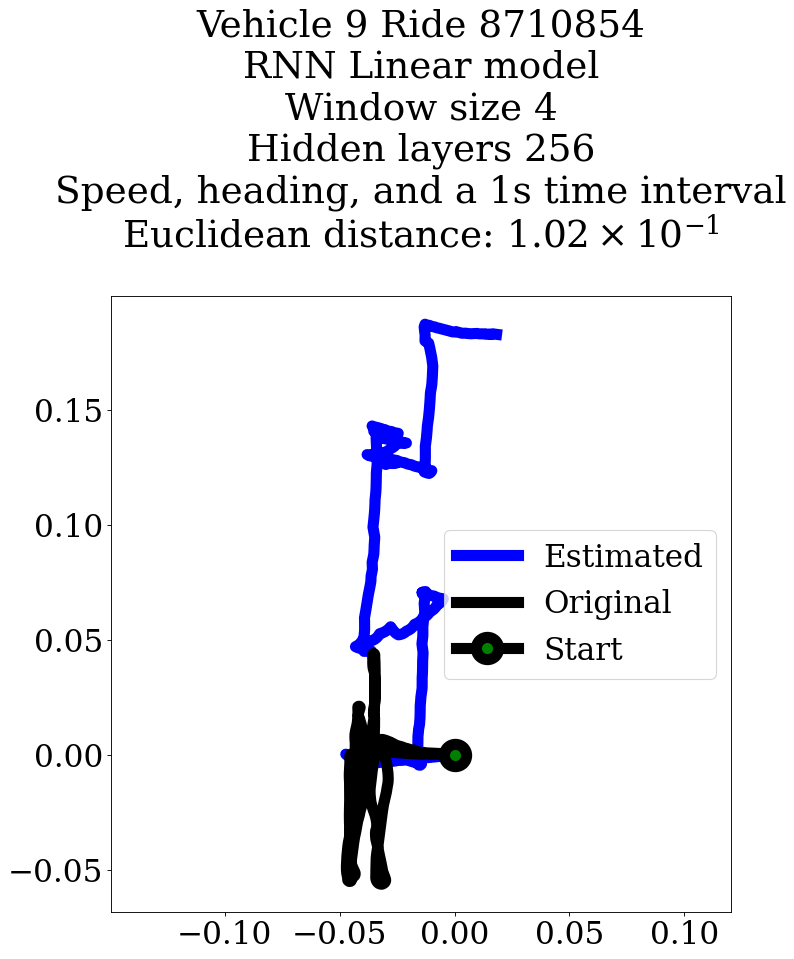 Vehicle 9 Ride 8710854
RNN Linear model
Window size 4
Hidden layers 256
Speed, heading, and a 1s time interval
Euclidean distance: 1.02 × 10⁻¹
0.15
0.10
0.05
0.00
−0.05
Estimated
Original
Start
−0.10 −0.05 0.00 0.05 0.10